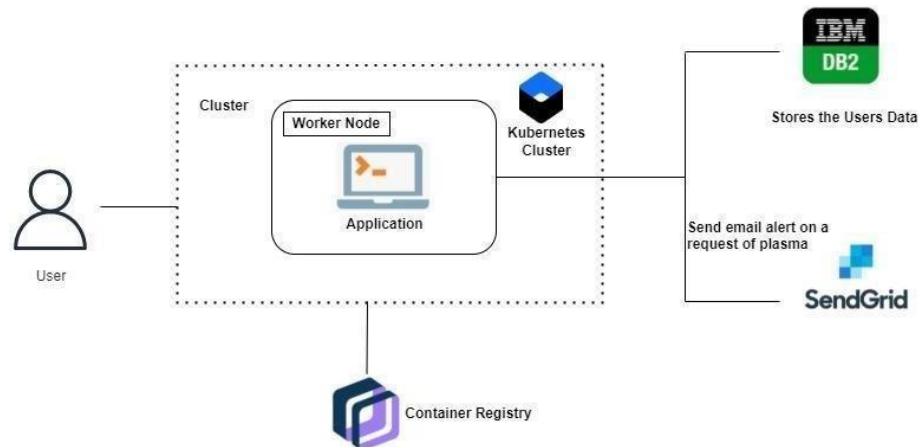 IBM
DB2
Stores the Users Data
Cluster
Worker Node
Kubernetes
Cluster
Application
User
Send email alert on a
request of plasma
SendGrid
Container Registry